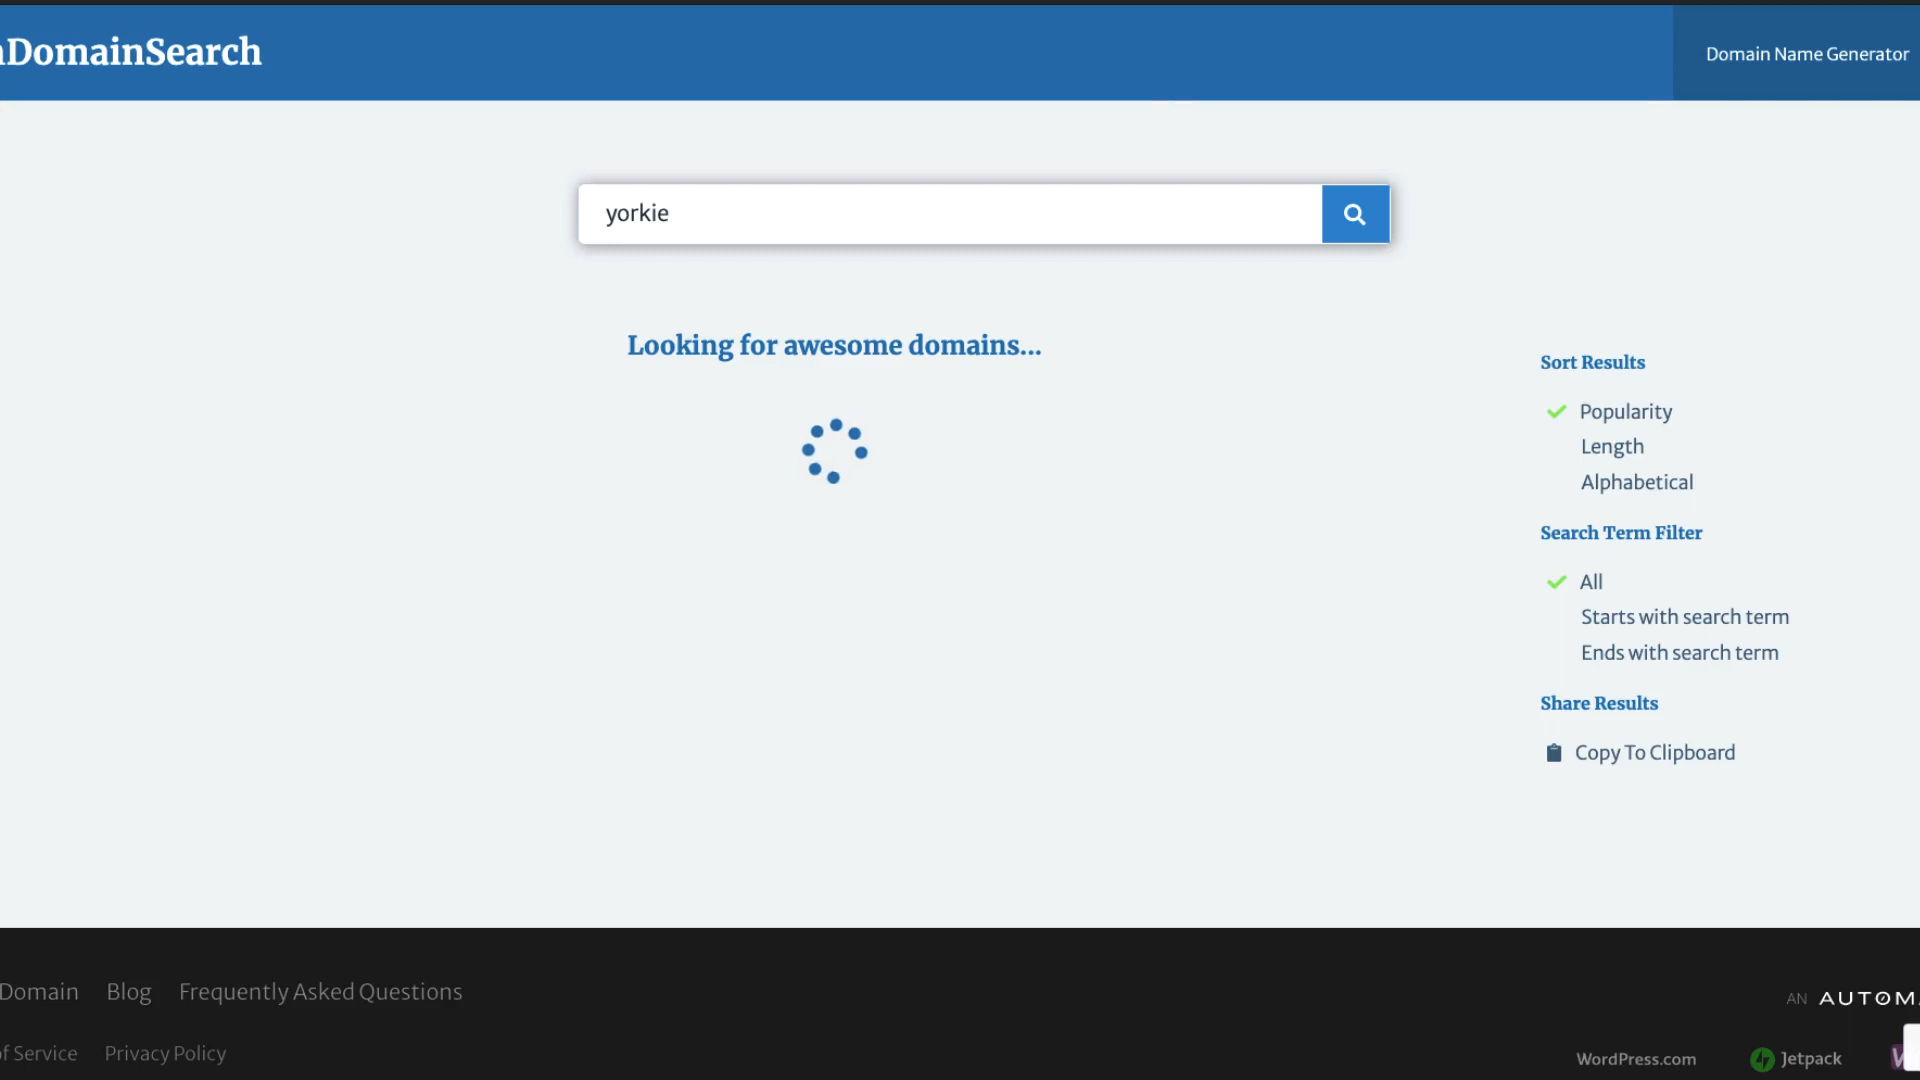 DomainSearch
Domain Name Generator
yorkie
Looking for awesome domains...
Sort Results
Popularity
Length
Alphabetical
Search Term Filter
All
Starts with search term
Ends with search term
Share Results
Copy To Clipboard
Domain Blog Frequently Asked Questions
AN AUTOM
of Service Privacy Policy
WordPress.com Jetpack W